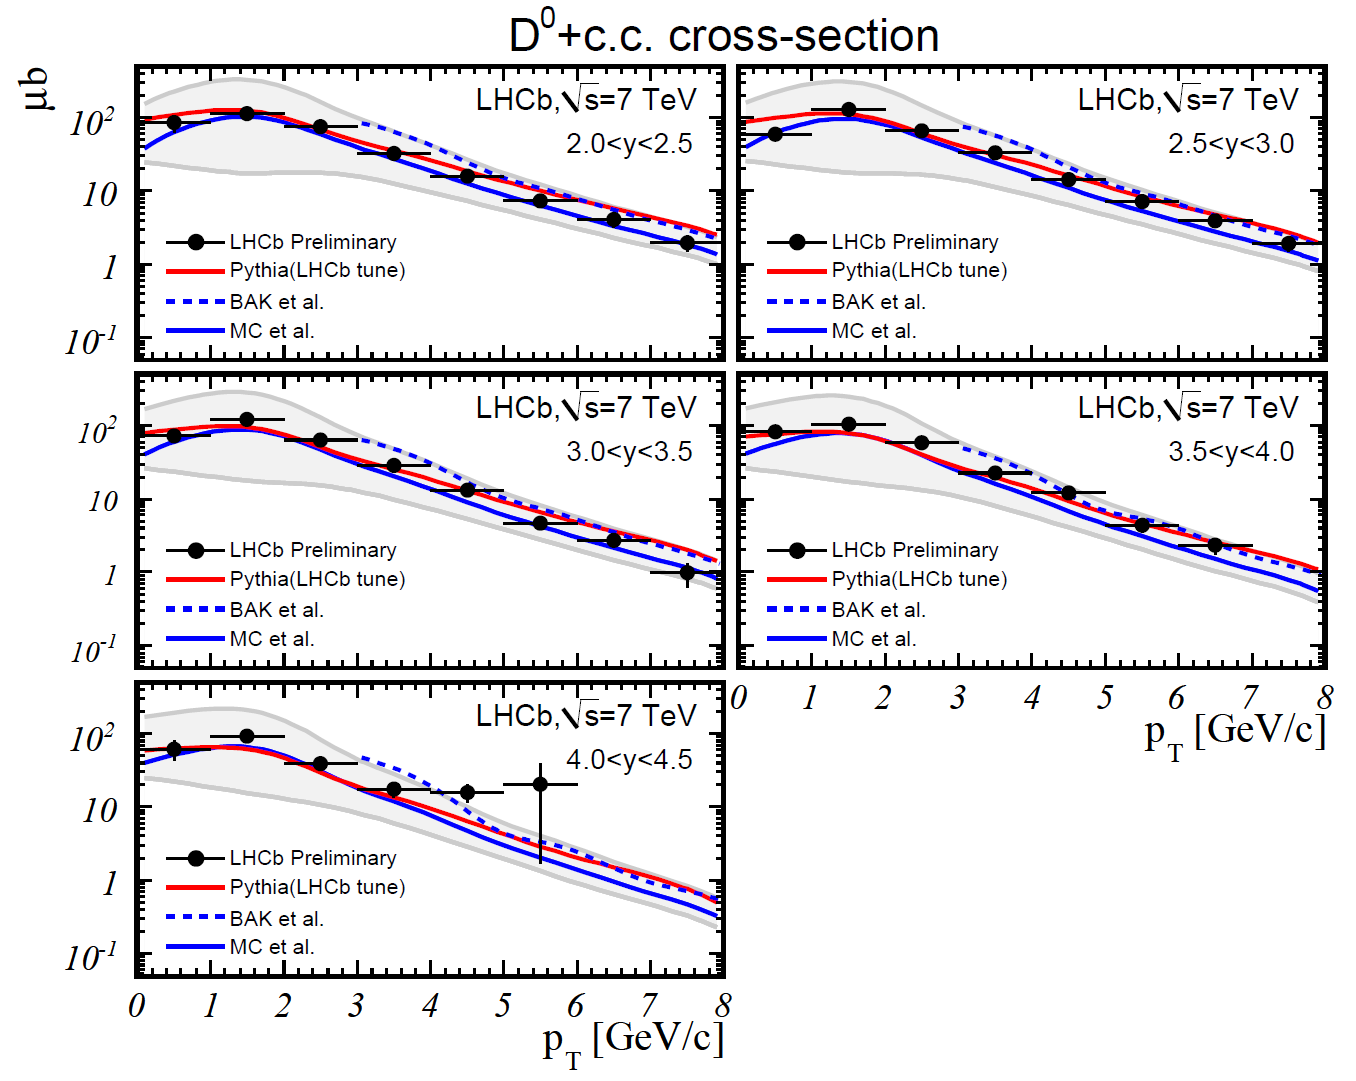 D⁰+c.c. cross-section
μb
LHCb, √s=7 TeV
2.0<y<2.5
10²
10
1
10⁻¹
LHCb Preliminary
Pythia(LHCb tune)
BAK et al.
MC et al.
LHCb, √s=7 TeV
2.5<y<3.0
LHCb Preliminary
Pythia(LHCb tune)
BAK et al.
MC et al.
LHCb, √s=7 TeV
3.0<y<3.5
10²
10
1
10⁻¹
LHCb Preliminary
Pythia(LHCb tune)
BAK et al.
MC et al.
LHCb, √s=7 TeV
3.5<y<4.0
LHCb Preliminary
Pythia(LHCb tune)
BAK et al.
MC et al.
0 1 2 3 4 5 6 7 8
p_T [GeV/c]
LHCb, √s=7 TeV
4.0<y<4.5
10²
10
1
10⁻¹
LHCb Preliminary
Pythia(LHCb tune)
BAK et al.
MC et al.
0 1 2 3 4 5 6 7 8
p_T [GeV/c]